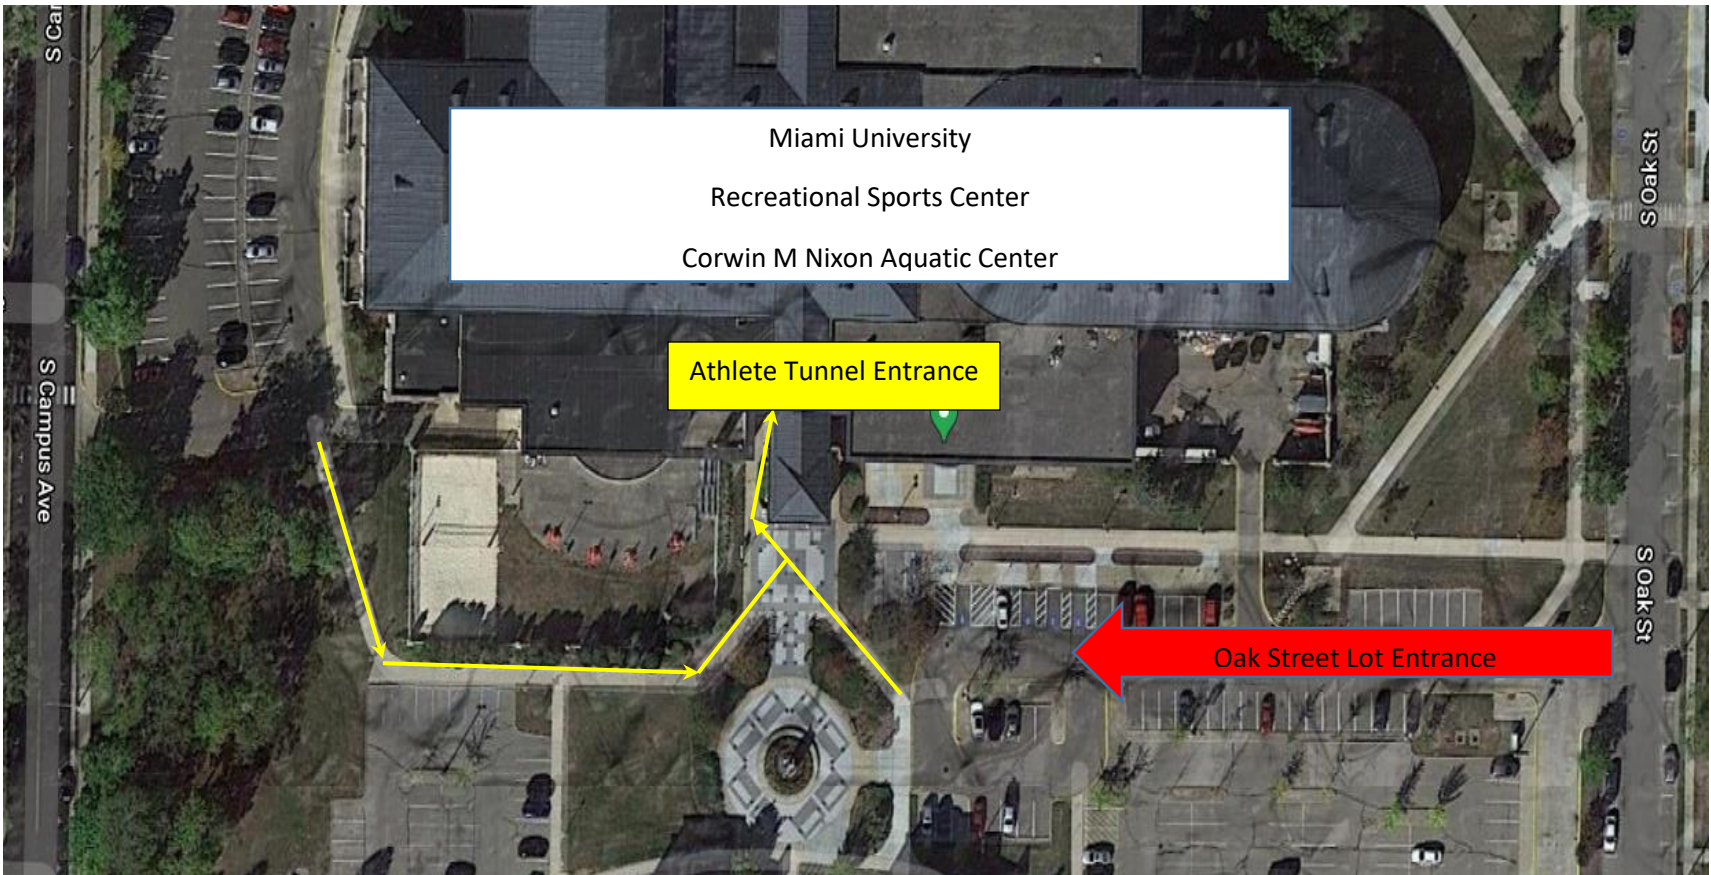 S Car
Miami University
Recreational Sports Center
Corwin M Nixon Aquatic Center
S Oak St
Athlete Tunnel Entrance
S Campus Ave
S Oak St
Oak Street Lot Entrance